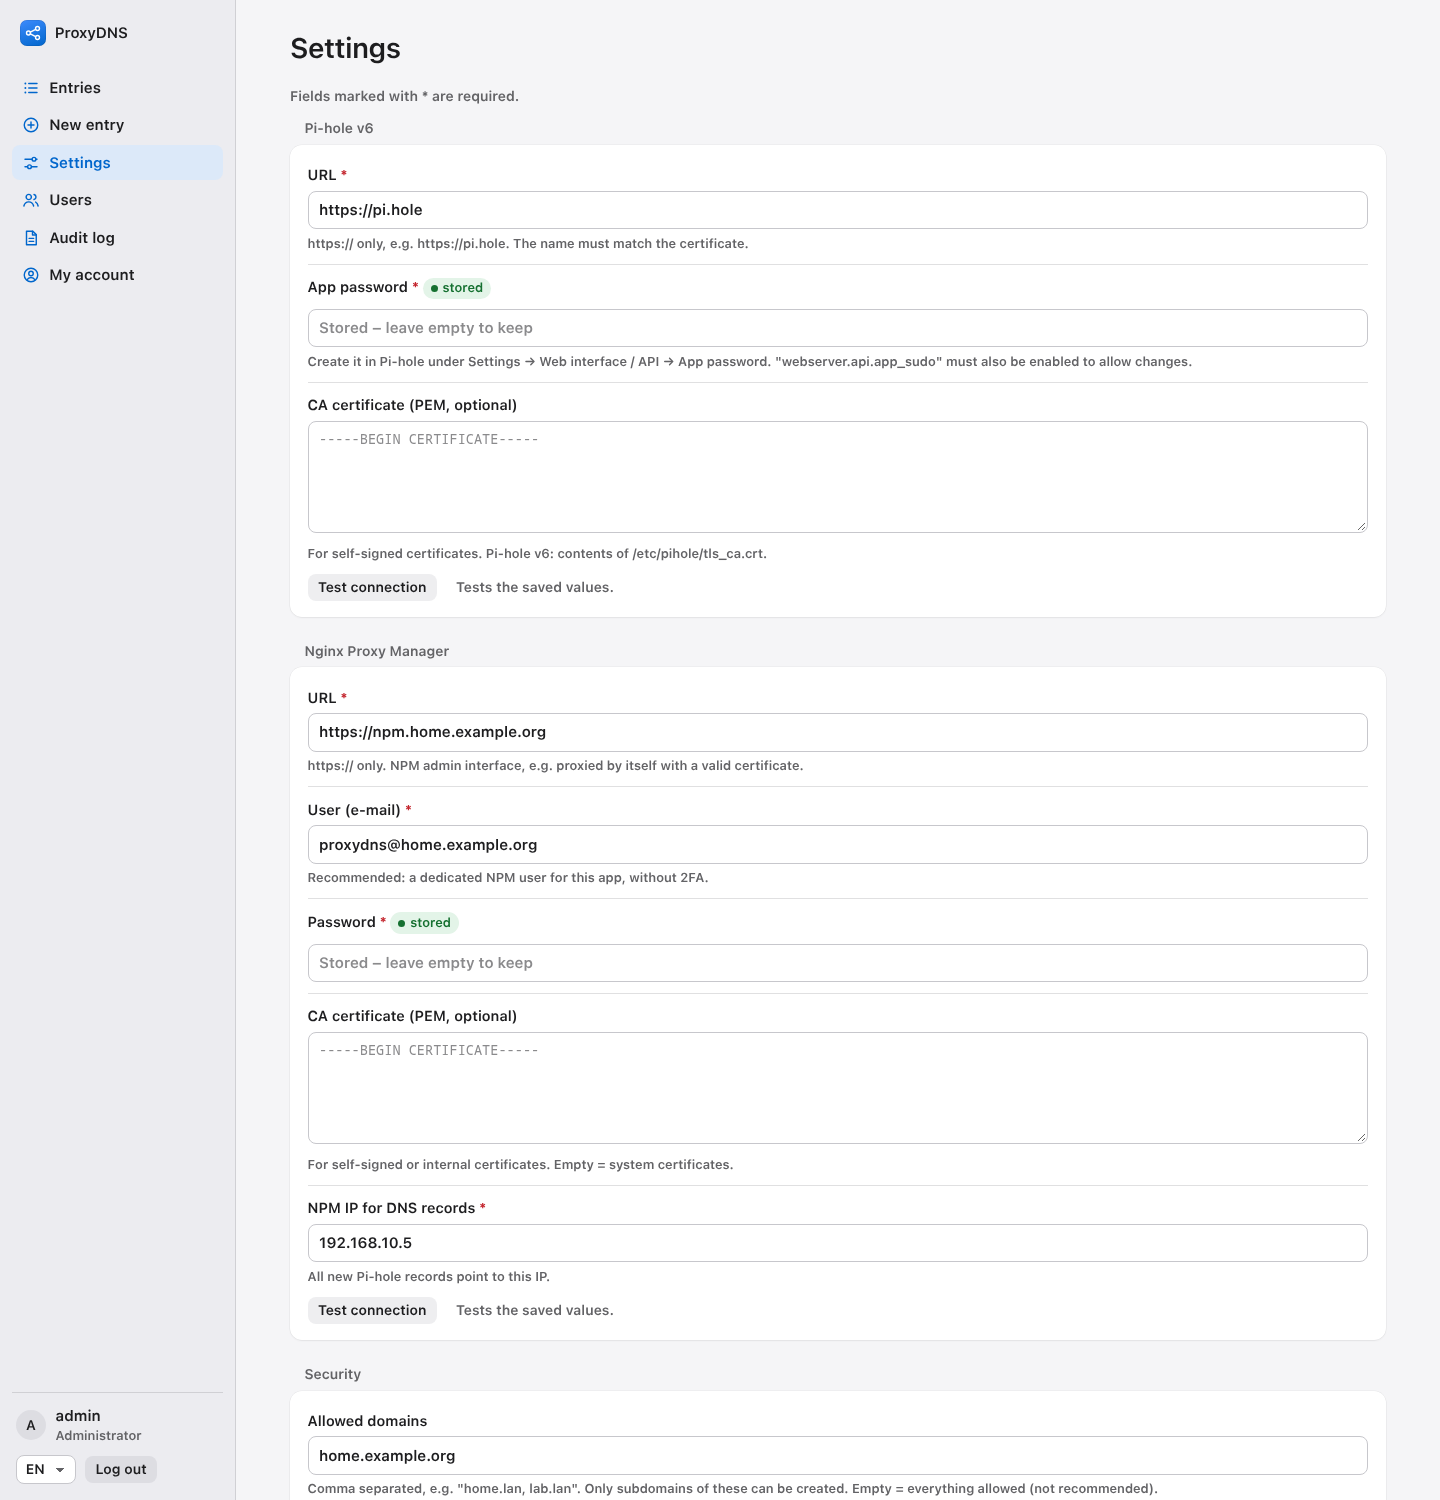 ProxyDNS
Entries
New entry
Settings
Users
Audit log
My account
A
admin
Administrator
EN
Log out
Settings
Fields marked with * are required.
Pi-hole v6
URL *
https://pi.hole
https:// only, e.g. https://pi.hole. The name must match the certificate.
App password * stored
Stored – leave empty to keep
Create it in Pi-hole under Settings → Web interface / API → App password. "webserver.api.app_sudo" must also be enabled to allow changes.
CA certificate (PEM, optional)
-----BEGIN CERTIFICATE-----
For self-signed certificates. Pi-hole v6: contents of /etc/pihole/tls_ca.crt.
Test connection Tests the saved values.
Nginx Proxy Manager
URL *
https://npm.home.example.org
https:// only. NPM admin interface, e.g. proxied by itself with a valid certificate.
User (e-mail) *
proxydns@home.example.org
Recommended: a dedicated NPM user for this app, without 2FA.
Password * stored
Stored – leave empty to keep
CA certificate (PEM, optional)
-----BEGIN CERTIFICATE-----
For self-signed or internal certificates. Empty = system certificates.
NPM IP for DNS records *
192.168.10.5
All new Pi-hole records point to this IP.
Test connection Tests the saved values.
Security
Allowed domains
home.example.org
Comma separated, e.g. "home.lan, lab.lan". Only subdomains of these can be created. Empty = everything allowed (not recommended).